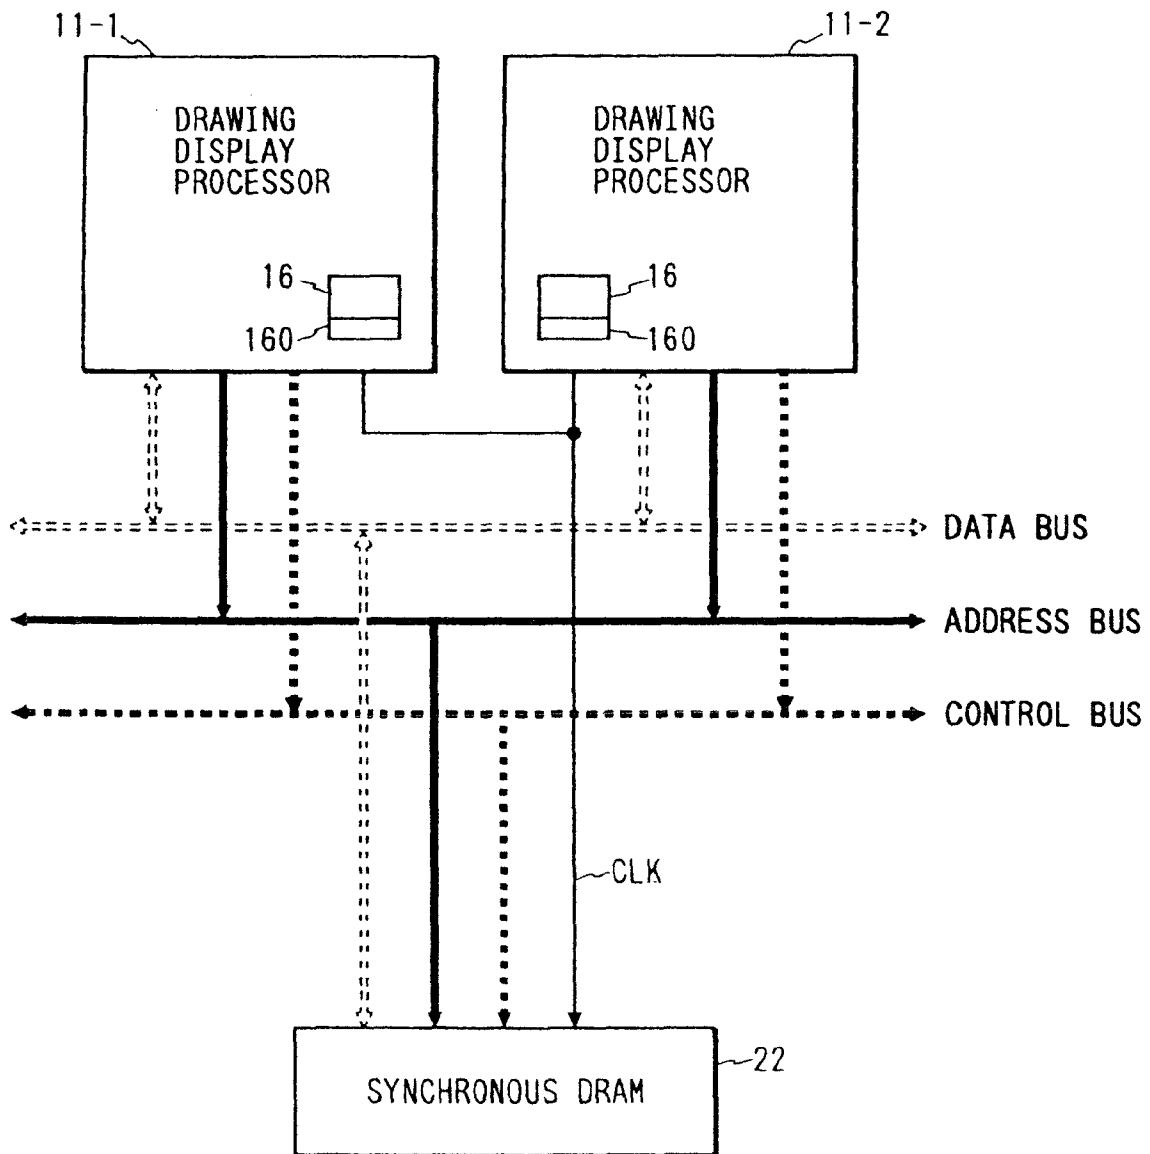 11-1
11-2
DRAWING
DISPLAY
PROCESSOR
DRAWING
DISPLAY
PROCESSOR
16
160
16
160
DATA BUS
ADDRESS BUS
CONTROL BUS
CLK
SYNCHRONOUS DRAM
22